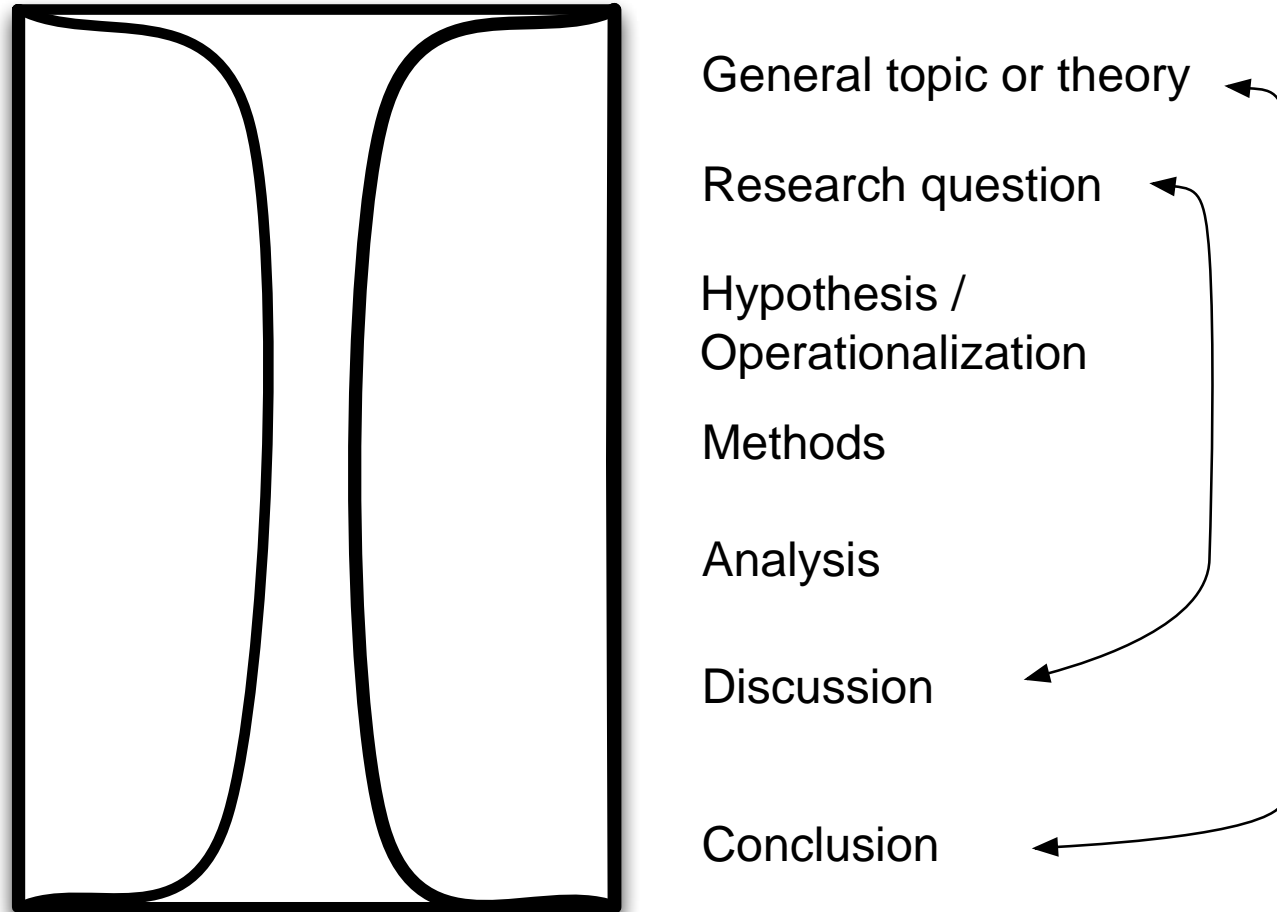 General topic or theory
Research question
Hypothesis /
Operationalization
Methods
Analysis
Discussion
Conclusion